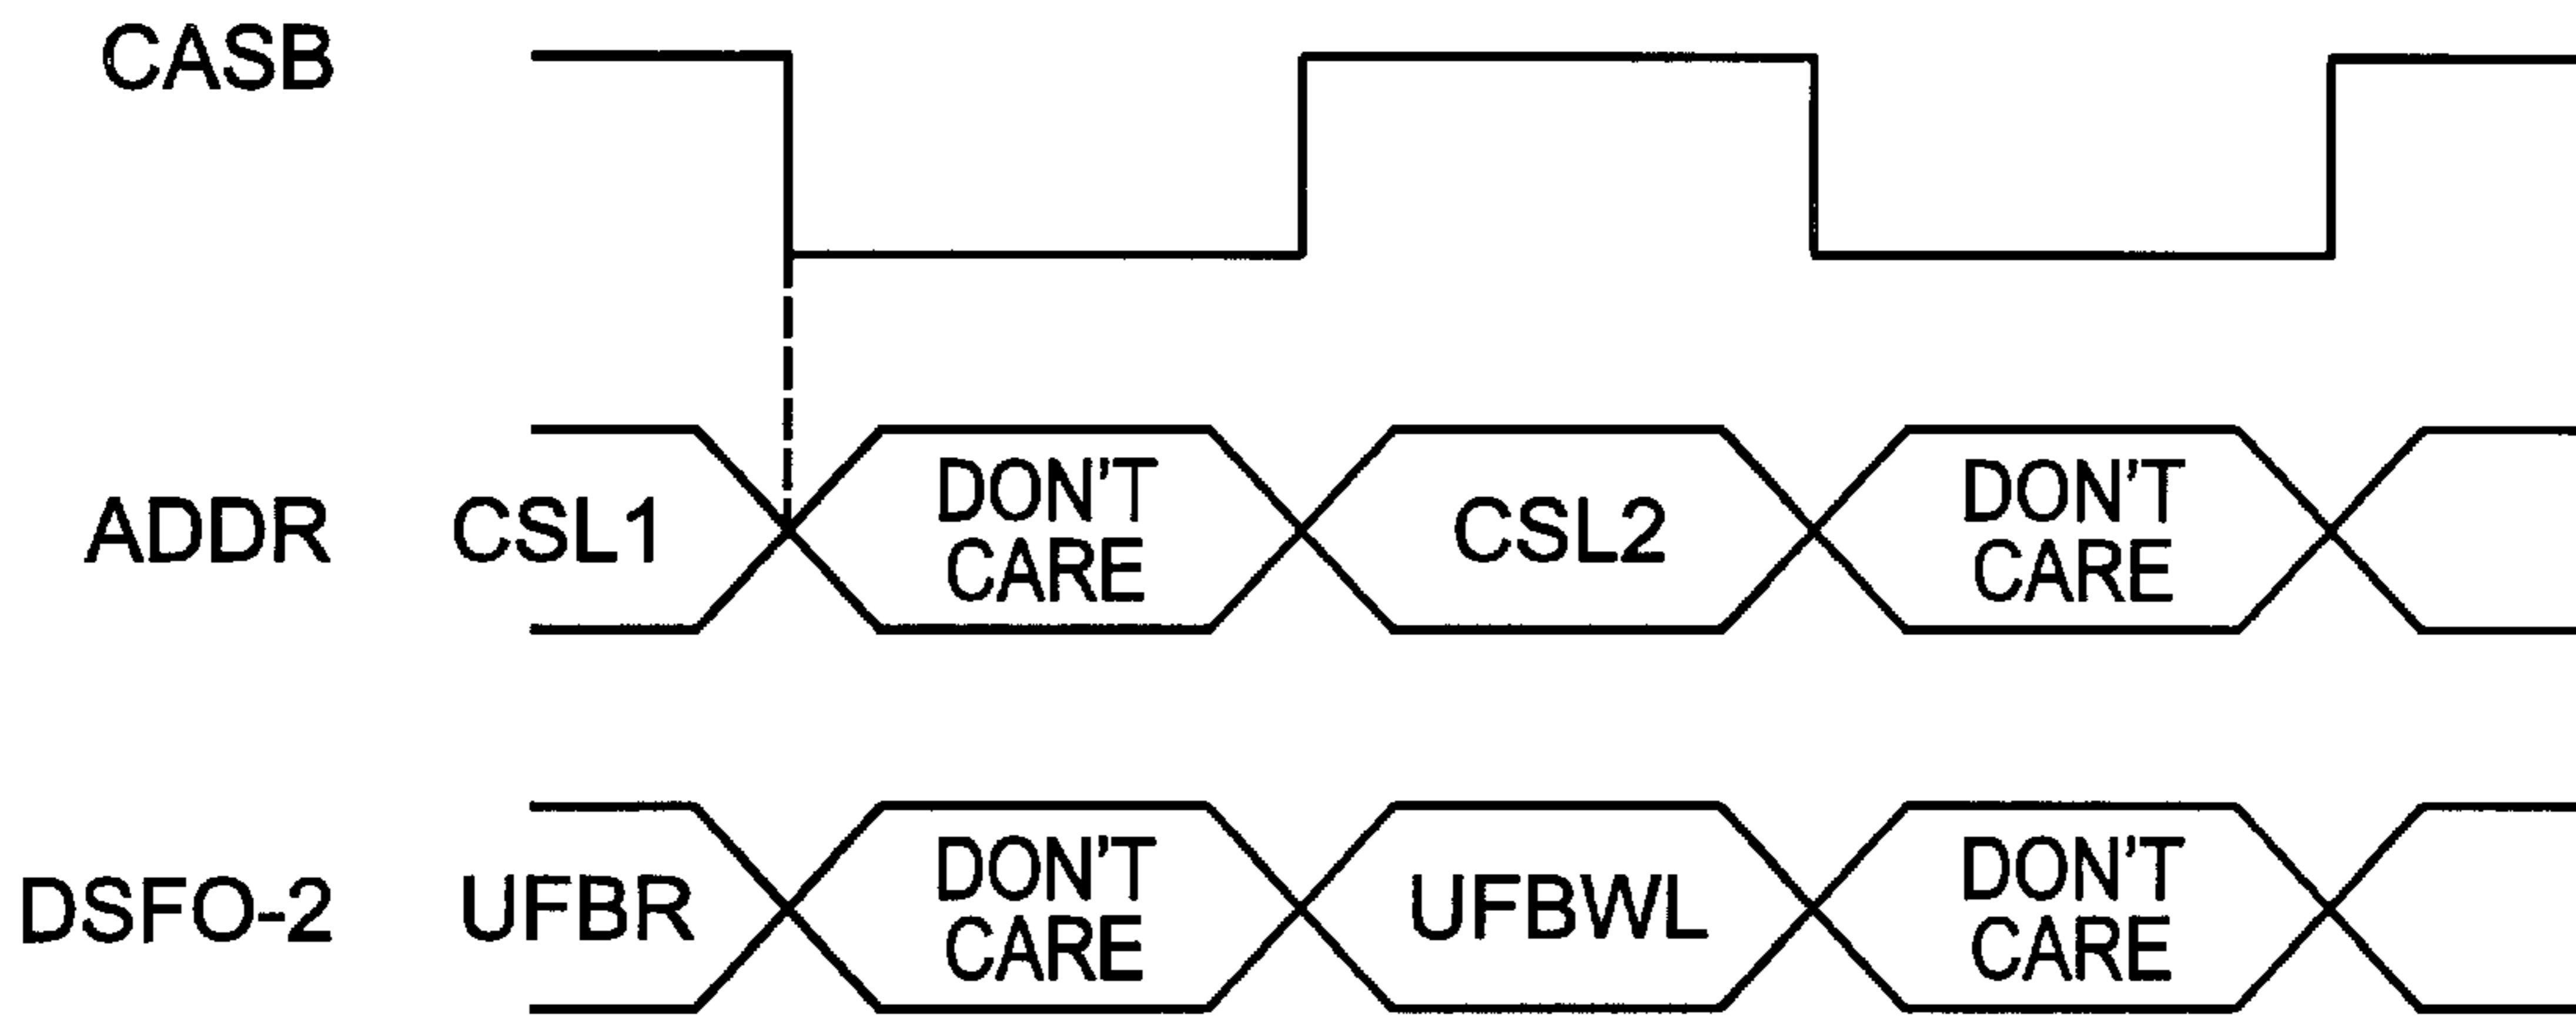 CASB
ADDR CSL1 DON'T CARE CSL2 DON'T CARE
DSFO-2 UFBR DON'T CARE UFBWL DON'T CARE